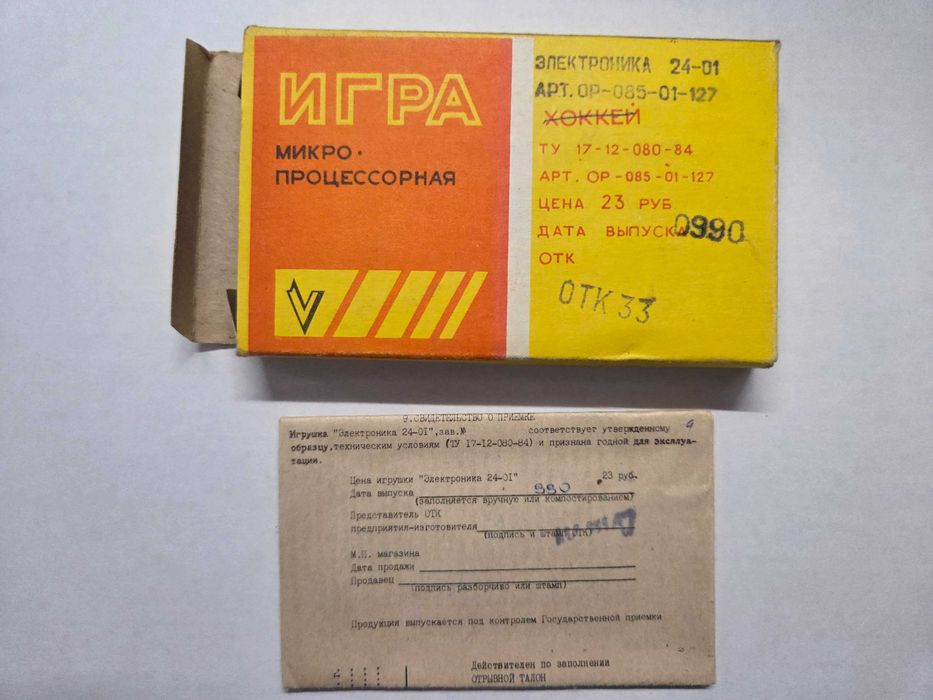 ИГРА
МИКРО·
ПРОЦЕССОРНАЯ
ЭЛЕКТРОНИКА 24-01
АРТ.ОР-085-01-127
ХОККЕЙ
ТУ 17-12-080-84
АРТ. ОР-085-01-127
ЦЕНА 23 РУБ.
ДАТА ВЫПУСКА 0990
ОТК
ОТК 33
9.СВИДЕТЕЛЬСТВО О ПРИЕМКЕ
Игрушка "Электроника 24-01",зав.№ соответствует утвержденному
образцу,техническим условиям (ТУ 17-12-080-84) и признана годной для эксплуа-
тации.
Цена игрушки "Электроника 24-01" 23 руб.
Дата выпуска 990
(заполняется вручную или компостированием)
Представитель ОТК
предприятия-изготовителя
(подпись и штамп ОТК)
М.П. магазина
Дата продажи
Продавец
(подпись разборчиво или штамп)
Продукция выпускается под контролем Государственной приемки
Действителен по заполнении
ОТРЫВНОЙ ТАЛОН